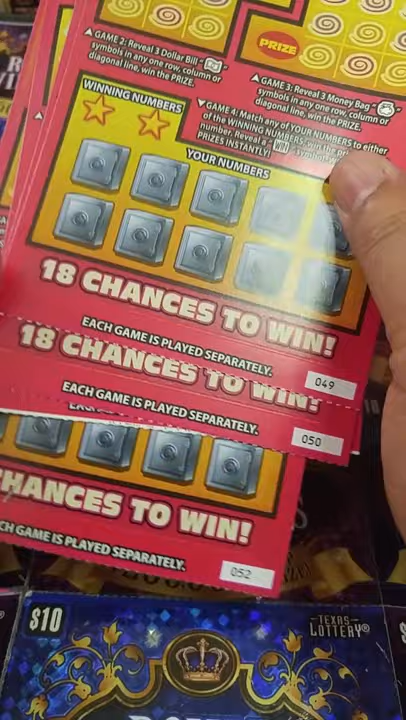 GAME 2: Reveal 3 Dollar Bill "
symbols in any one row, column or
diagonal line, win the PRIZE.
PRIZE
GAME 3: Reveal 3 Money Bag "
symbols in any one row, column or
diagonal line, win the PRIZE.
WINNING NUMBERS
GAME 4: Match any of YOUR NUMBERS to either
of the WINNING NUMBERS, win the
number. Reveal a "WIN" symbol
PRIZES INSTANTLY!
YOUR NUMBERS
18 CHANCES TO WIN!
EACH GAME IS PLAYED SEPARATELY.
049
18 CHANCES TO WIN!
EACH GAME IS PLAYED SEPARATELY.
050
HANCES TO WIN!
CH GAME IS PLAYED SEPARATELY.
052
$10
TEXAS
LOTTERY®